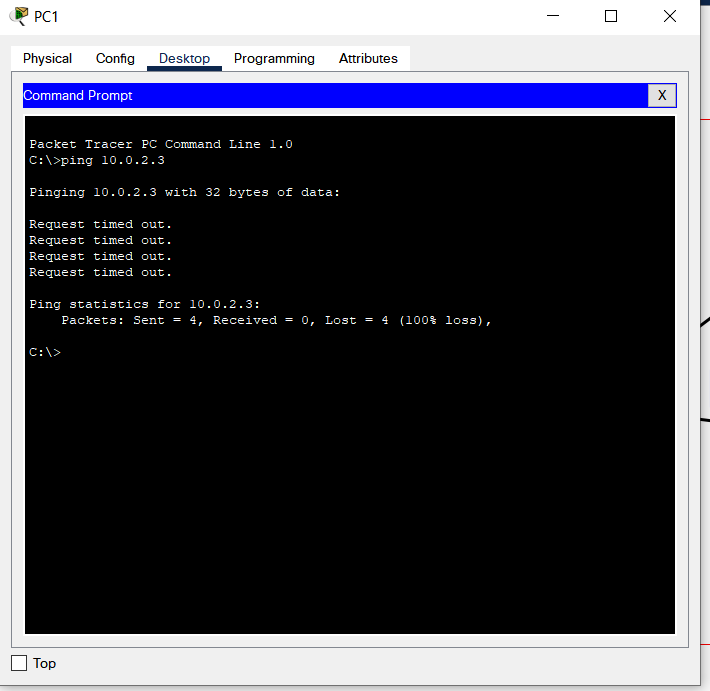 PC1
Physical Config Desktop Programming Attributes
Command Prompt X
Packet Tracer PC Command Line 1.0
C:\>ping 10.0.2.3
Pinging 10.0.2.3 with 32 bytes of data:
Request timed out.
Request timed out.
Request timed out.
Request timed out.
Ping statistics for 10.0.2.3:
Packets: Sent = 4, Received = 0, Lost = 4 (100% loss),
C:\>
Top